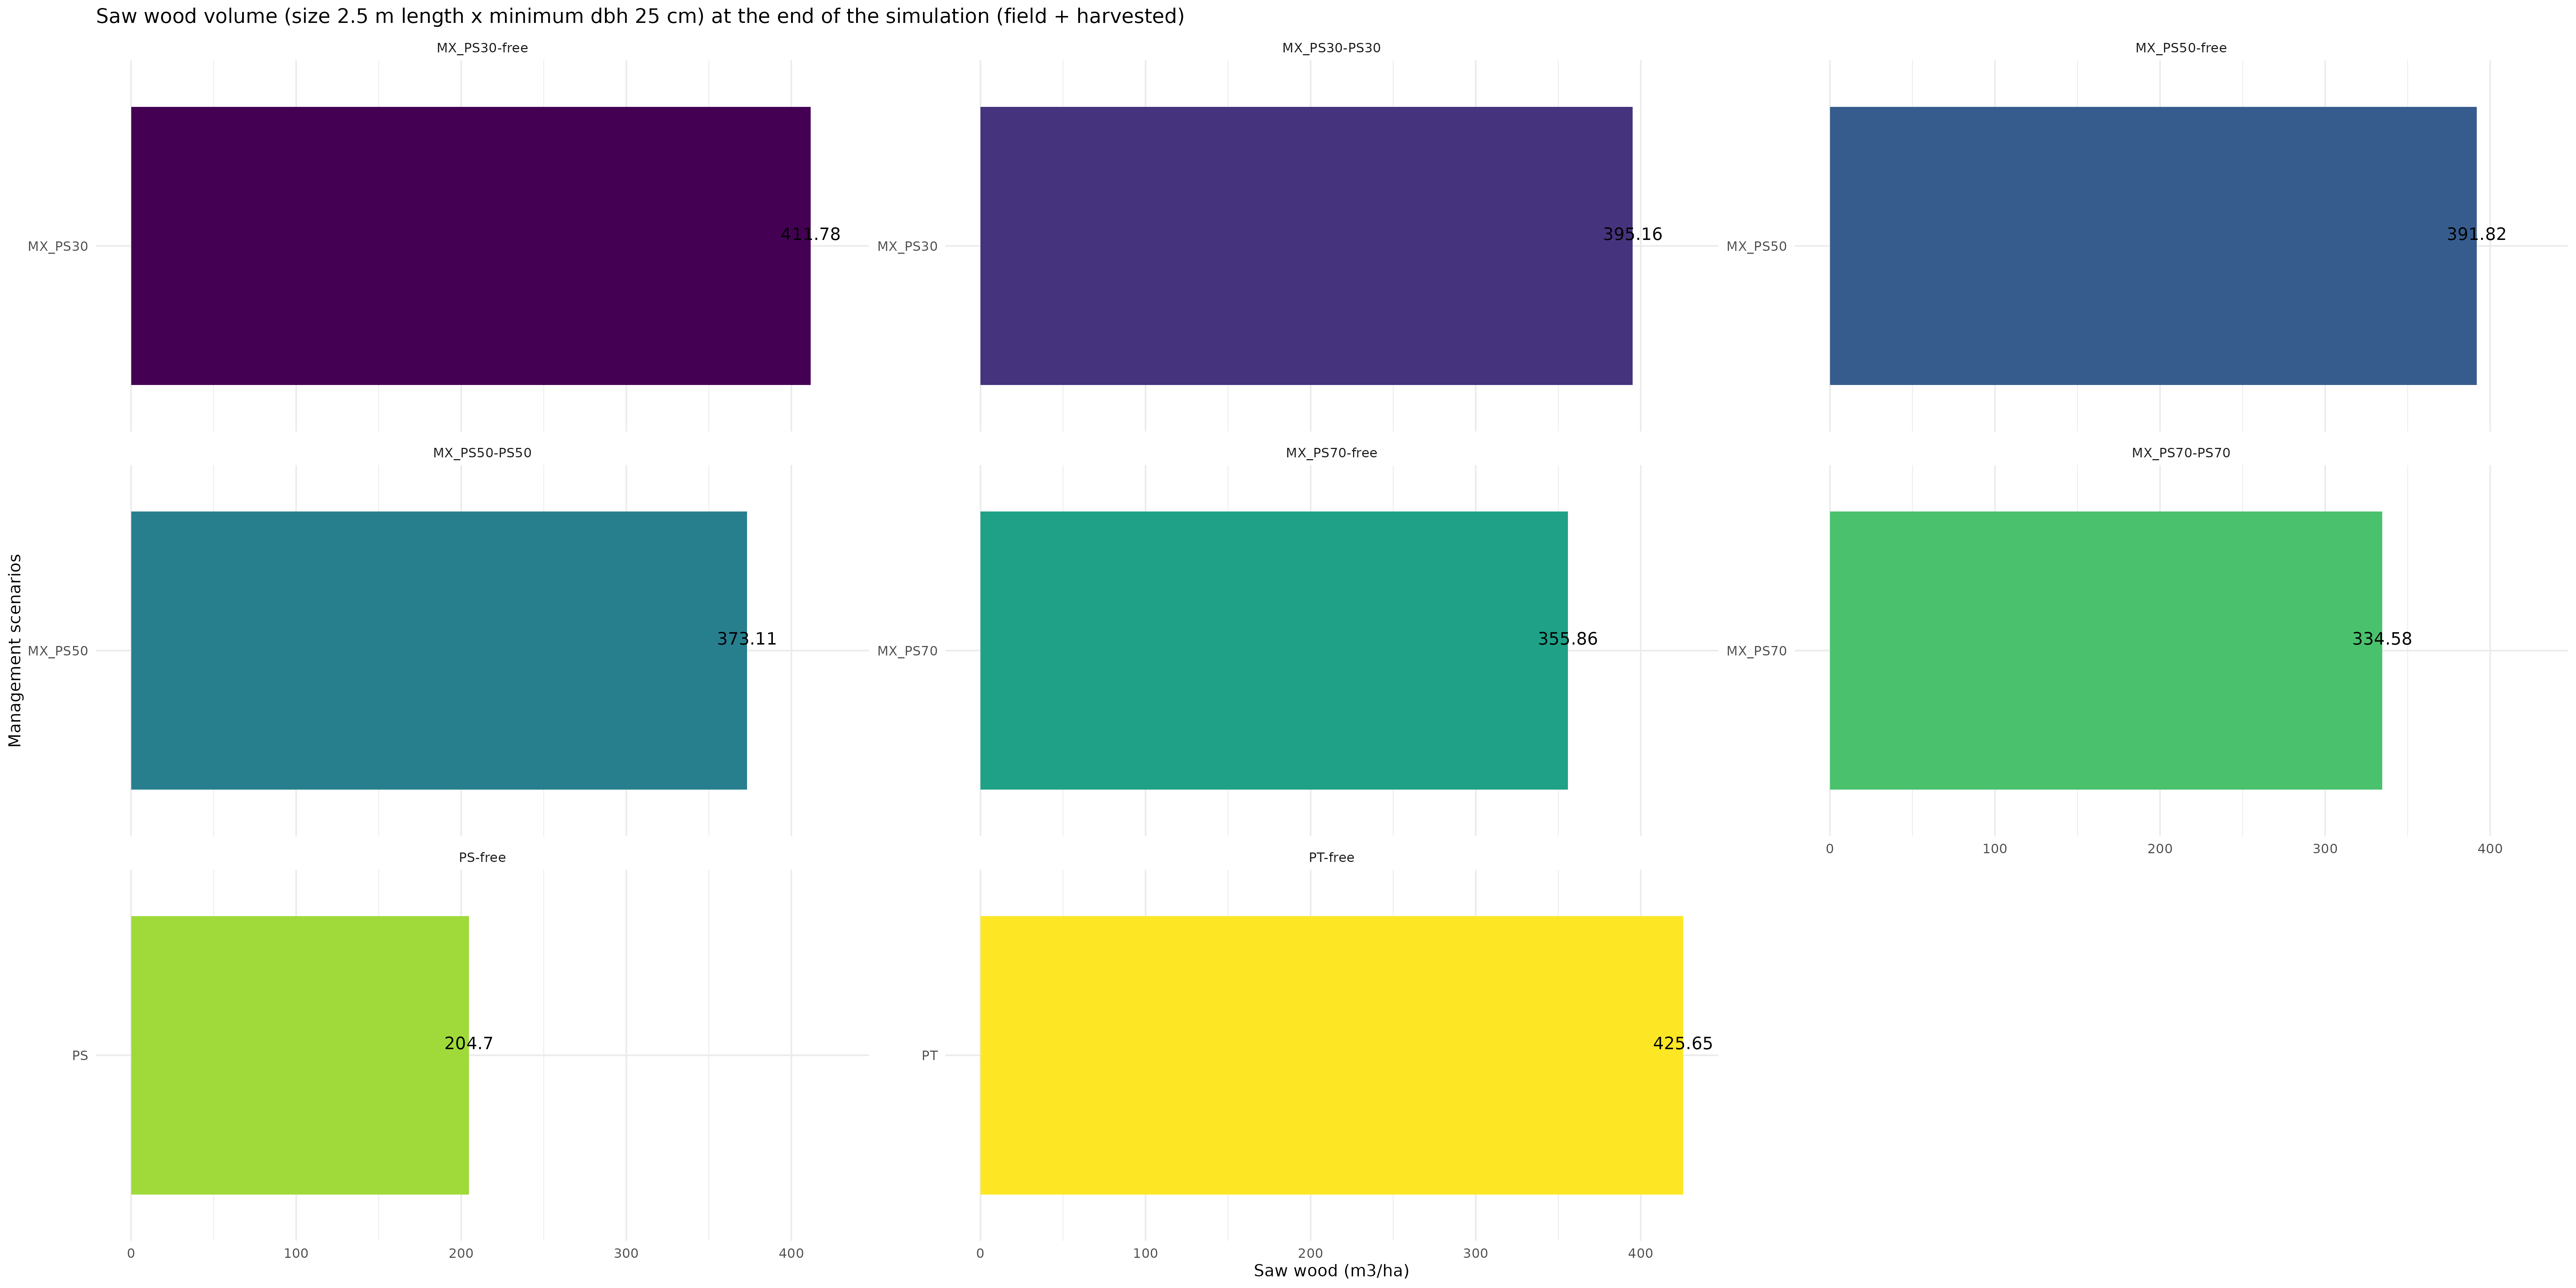 Saw wood volume (size 2.5 m length x minimum dbh 25 cm) at the end of the simulation (field + harvested)
MX_PS30-free
MX_PS30-PS30
MX_PS50-free
MX_PS30
411.78
MX_PS30
395.16
MX_PS50
391.82
MX_PS50-PS50
MX_PS70-free
MX_PS70-PS70
Management scenarios
MX_PS50
373.11
MX_PS70
355.86
MX_PS70
334.58
0 100 200 300 400
PS-free
PT-free
PS
204.7
PT
425.65
0 100 200 300 400
0 100 200 300 400
Saw wood (m3/ha)